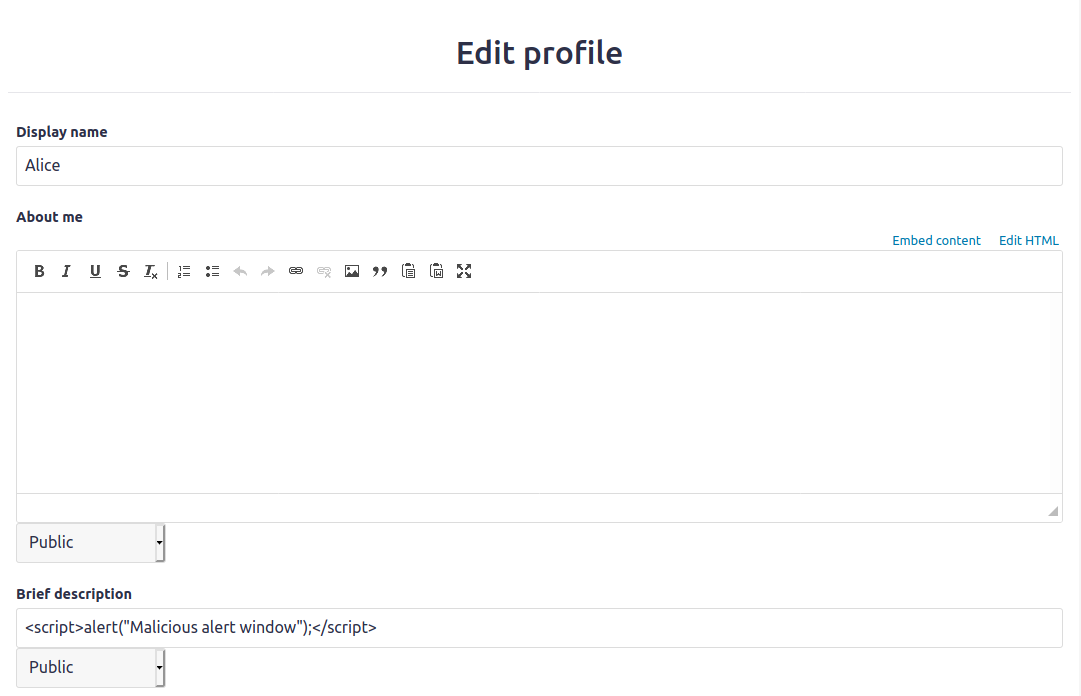 Edit profile
Display name
Alice
About me
Embed content Edit HTML
B I U S Tx
Public
Brief description
<script>alert("Malicious alert window");</script>
Public